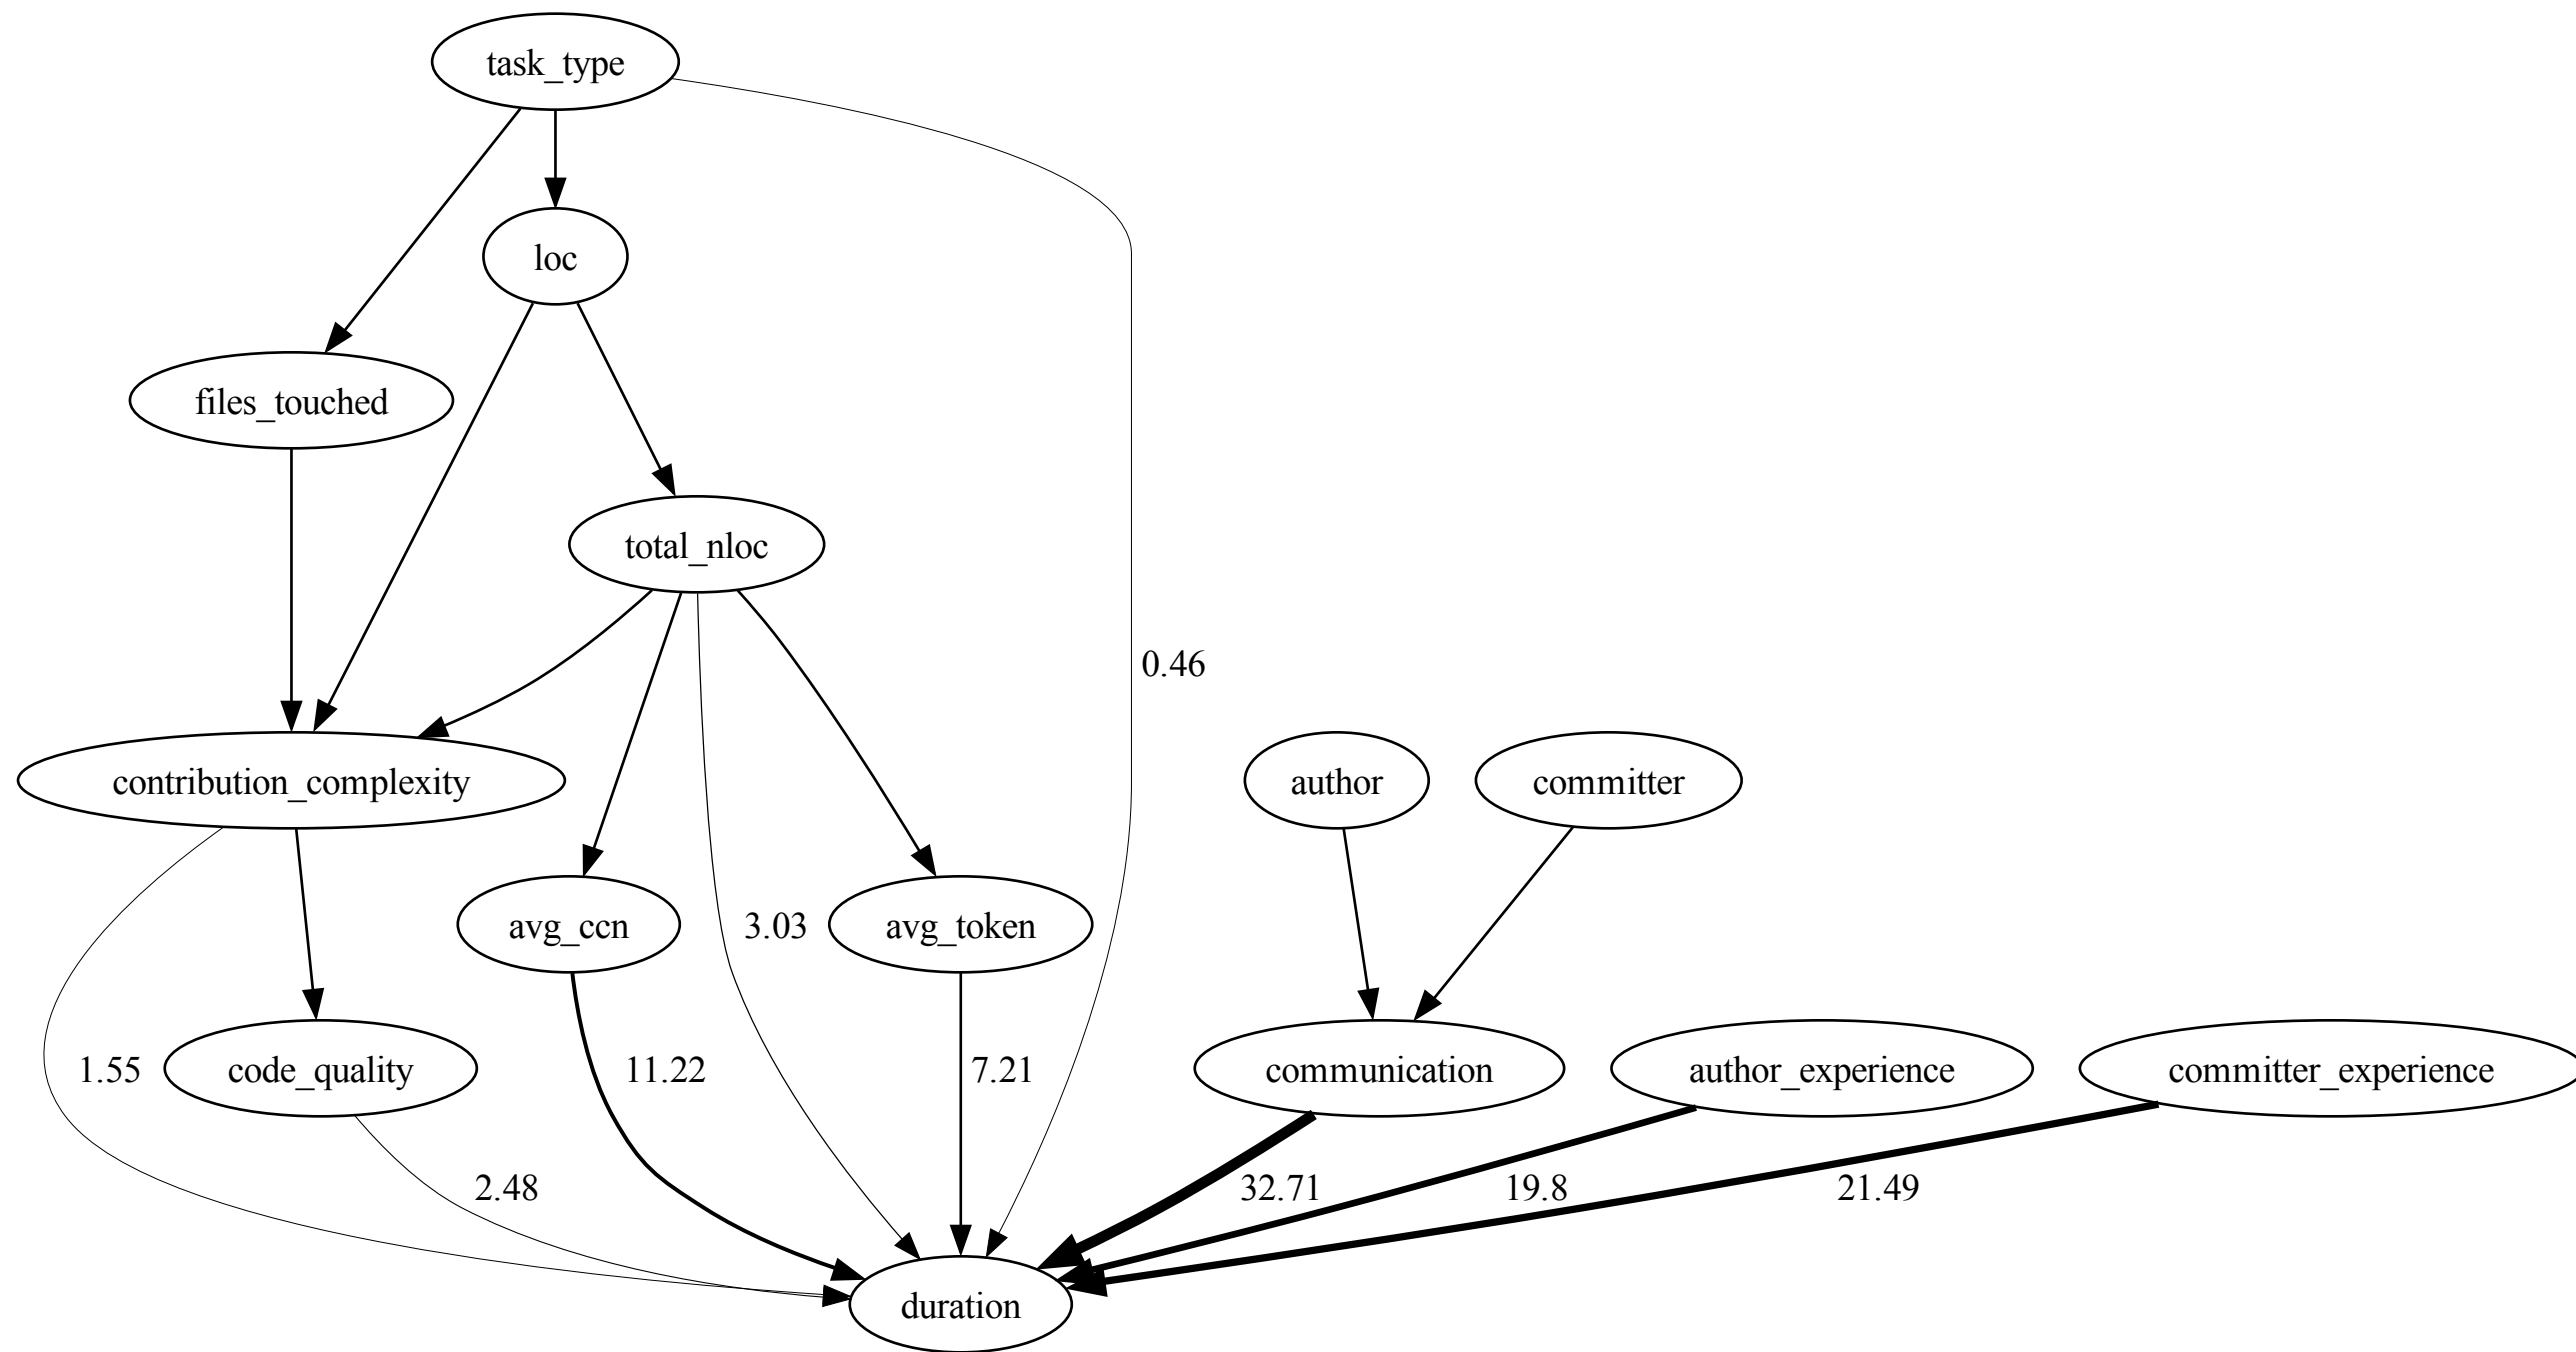 task_type
loc
files_touched
total_nloc
0.46
contribution_complexity
author
committer
avg_ccn
3.03
avg_token
1.55
code_quality
11.22
7.21
communication
author_experience
committer_experience
2.48
32.71
19.8
21.49
duration